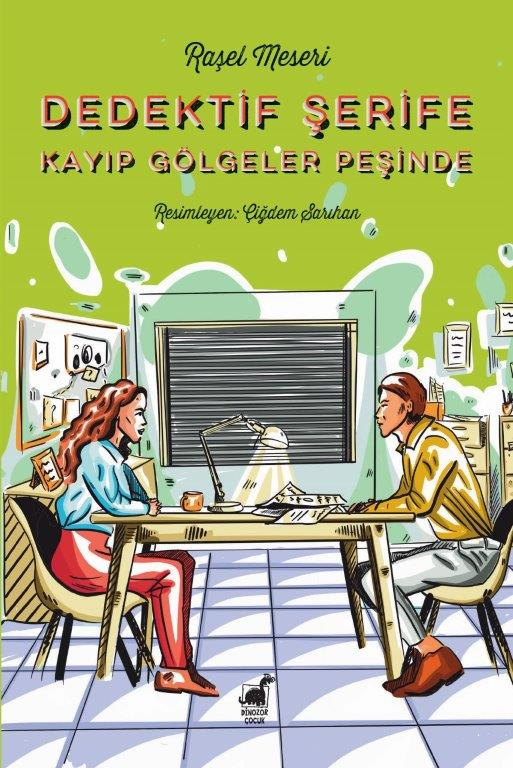 Raşel Meseri
DEDEKTİF ŞERİFE
KAYIP GÖLGELER PEŞİNDE
Resimleyen: Çiğdem Sarıhan
DİNOZOR
ÇOCUK